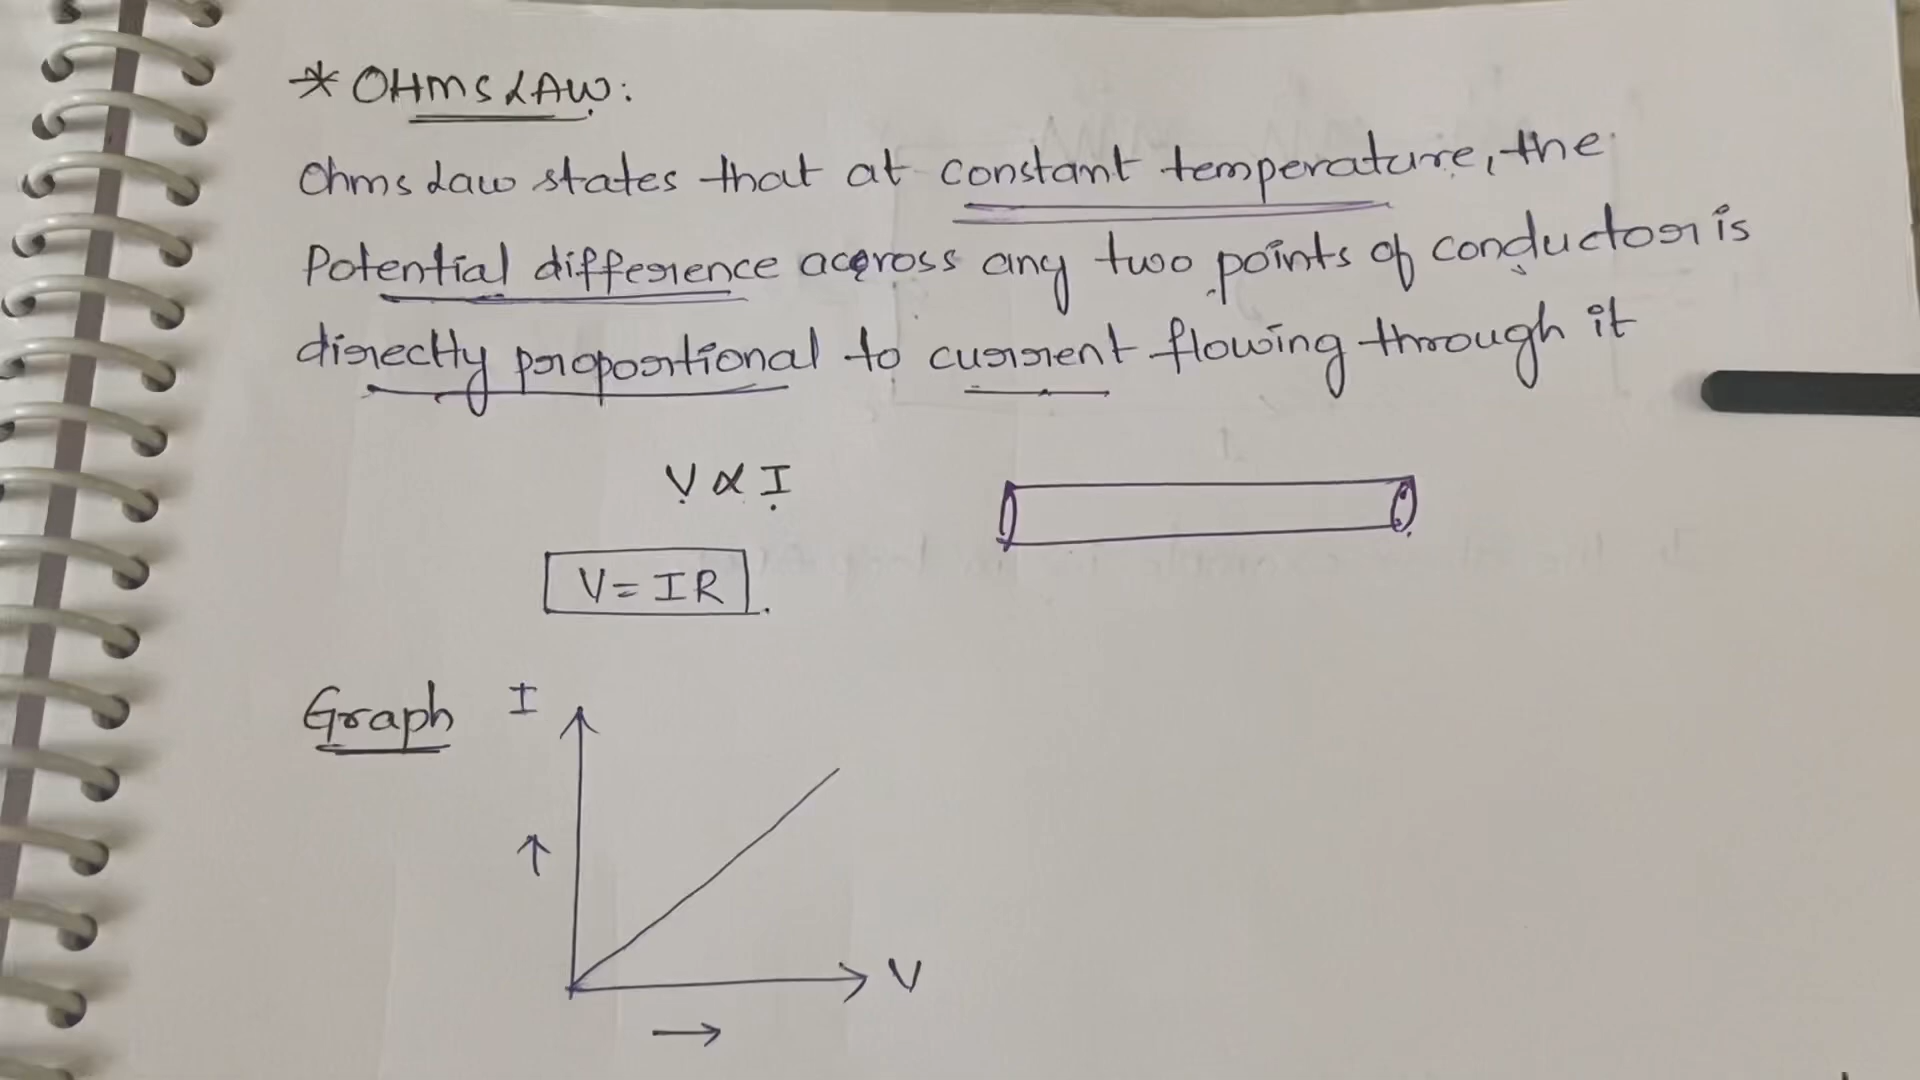 * OHMS LAW:
Ohms Law states that at constant temperature, the
Potential difference across any two points of conductor is
directly proportional to current flowing through it
V ∝ I
V = IR
Graph
I
↑
V
→